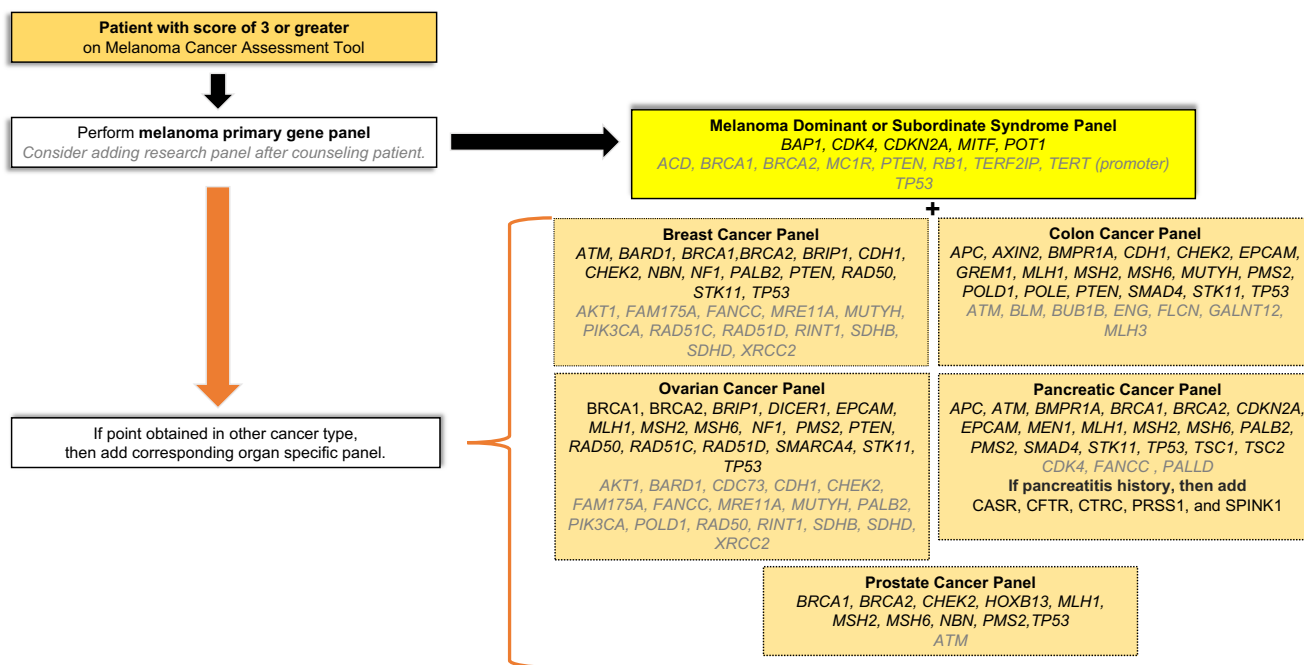 Patient with score of 3 or greater
on Melanoma Cancer Assessment Tool
Perform melanoma primary gene panel
Consider adding research panel after counseling patient.
Melanoma Dominant or Subordinate Syndrome Panel
BAP1, CDK4, CDKN2A, MITF, POT1
ACD, BRCA1, BRCA2, MC1R, PTEN, RB1, TERF2IP, TERT (promoter)
TP53
+
Breast Cancer Panel
ATM, BARD1, BRCA1,BRCA2, BRIP1, CDH1,
CHEK2, NBN, NF1, PALB2, PTEN, RAD50,
STK11, TP53
AKT1, FAM175A, FANCC, MRE11A, MUTYH,
PIK3CA, RAD51C, RAD51D, RINT1, SDHB,
SDHD, XRCC2
Colon Cancer Panel
APC, AXIN2, BMPR1A, CDH1, CHEK2, EPCAM,
GREM1, MLH1, MSH2, MSH6, MUTYH, PMS2,
POLD1, POLE, PTEN, SMAD4, STK11, TP53
ATM, BLM, BUB1B, ENG, FLCN, GALNT12,
MLH3
If point obtained in other cancer type,
then add corresponding organ specific panel.
Ovarian Cancer Panel
BRCA1, BRCA2, BRIP1, DICER1, EPCAM,
MLH1, MSH2, MSH6, NF1, PMS2, PTEN,
RAD50, RAD51C, RAD51D, SMARCA4, STK11,
TP53
AKT1, BARD1, CDC73, CDH1, CHEK2,
FAM175A, FANCC, MRE11A, MUTYH, PALB2,
PIK3CA, POLD1, RAD50, RINT1, SDHB, SDHD,
XRCC2
Pancreatic Cancer Panel
APC, ATM, BMPR1A, BRCA1, BRCA2, CDKN2A,
EPCAM, MEN1, MLH1, MSH2, MSH6, PALB2,
PMS2, SMAD4, STK11, TP53, TSC1, TSC2
CDK4, FANCC , PALLD
If pancreatitis history, then add
CASR, CFTR, CTRC, PRSS1, and SPINK1
Prostate Cancer Panel
BRCA1, BRCA2, CHEK2, HOXB13, MLH1,
MSH2, MSH6, NBN, PMS2,TP53
ATM